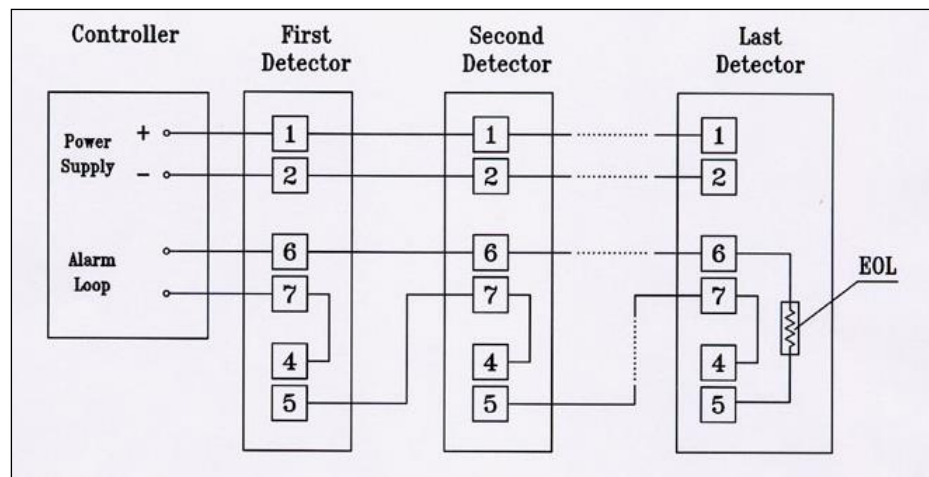 Controller
First
Detector
Second
Detector
Last
Detector
Power
Supply
+
−
1
1
1
2
2
2
Alarm
Loop
6
6
6
7
7
7
EOL
4
4
4
5
5
5